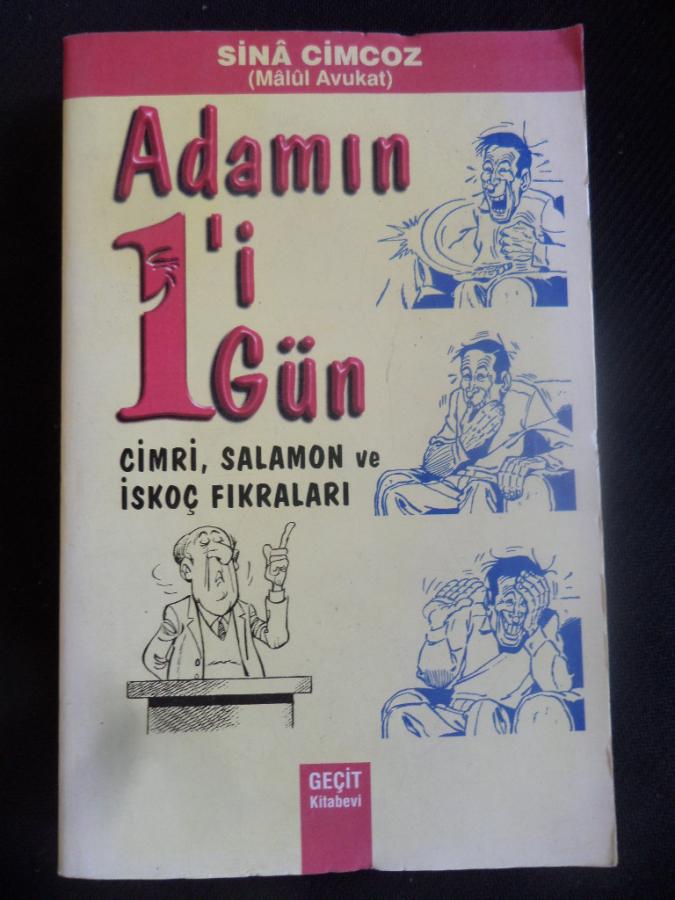 SİNÂ CİMCOZ
(Mâlûl Avukat)
Adamın
1'i
Gün
CİMRİ, SALAMON ve
İSKOÇ FIKRALARI
GEÇİT
Kitabevi